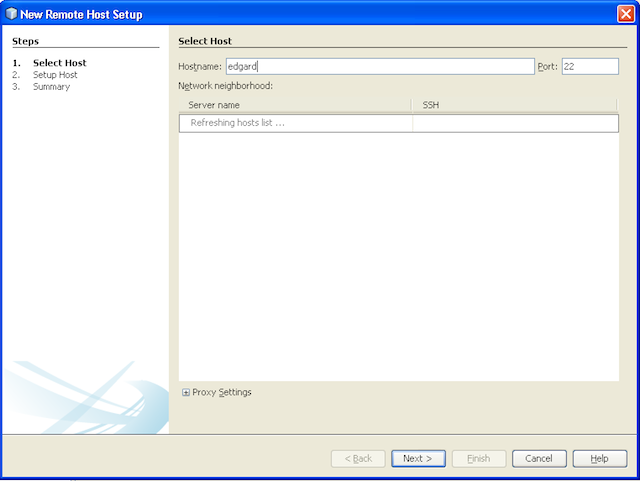 New Remote Host Setup
Steps
1. Select Host
2. Setup Host
3. Summary
Select Host
Hostname: edgard Port: 22
Network neighborhood:
Server name SSH
Refreshing hosts list ...
Proxy Settings
< Back Next > Finish Cancel Help